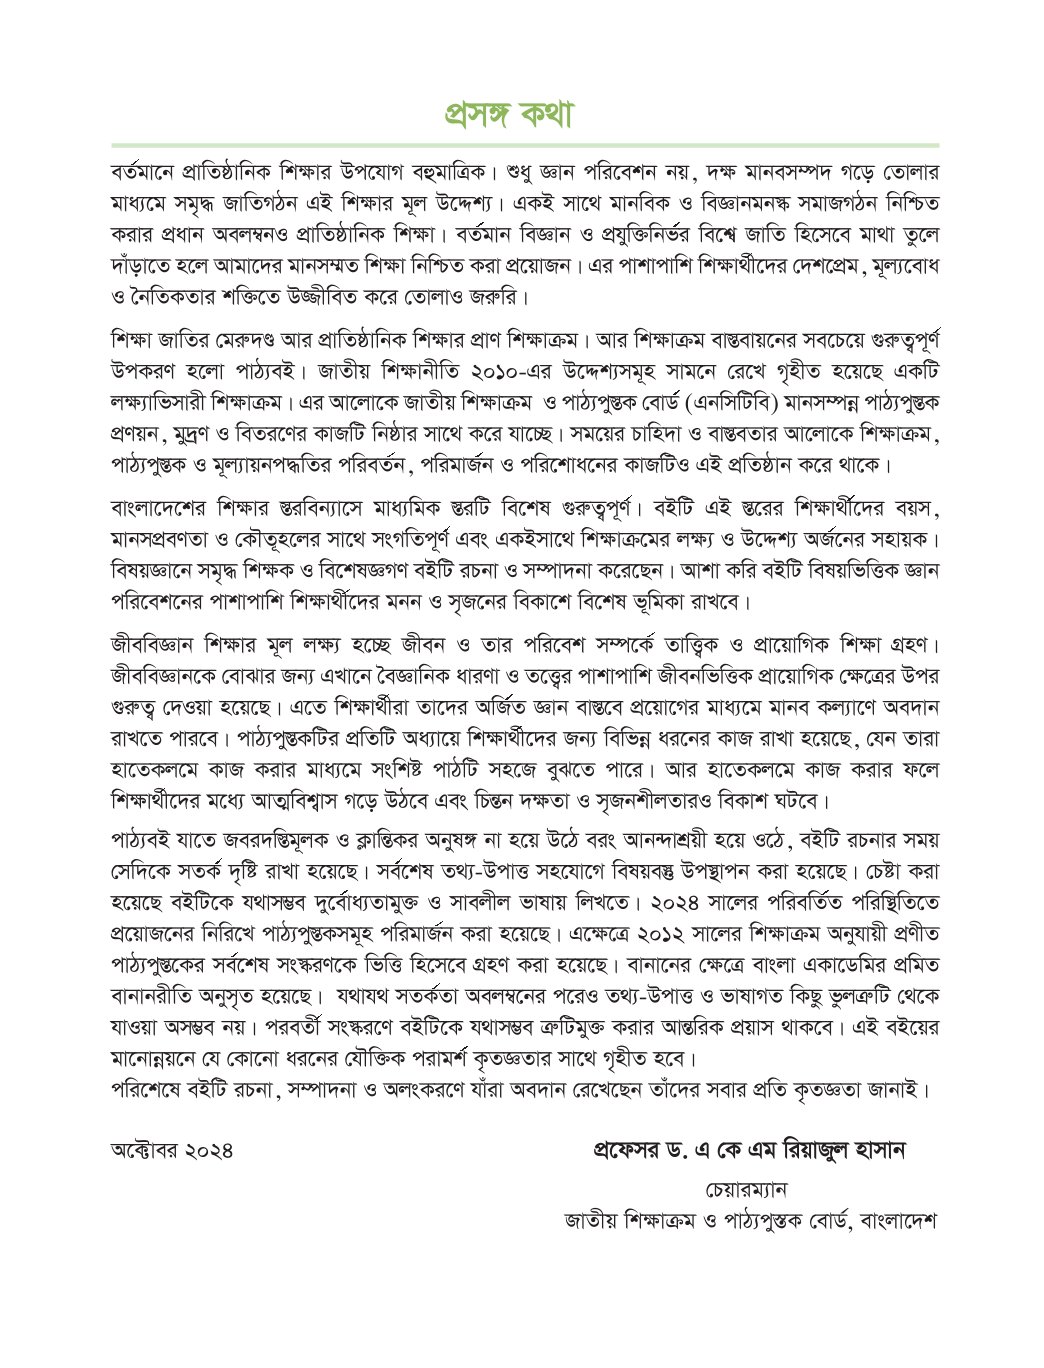 প্রসঙ্গ কথা
বর্তমানে প্রাতিষ্ঠানিক শিক্ষার উপযোগ বহুমাত্রিক। শুধু জ্ঞান পরিবেশন নয়, দক্ষ মানবসম্পদ গড়ে তোলার
মাধ্যমে সমৃদ্ধ জাতিগঠন এই শিক্ষার মূল উদ্দেশ্য। একই সাথে মানবিক ও বিজ্ঞানমনস্ক সমাজগঠন নিশ্চিত
করার প্রধান অবলম্বনও প্রাতিষ্ঠানিক শিক্ষা। বর্তমান বিজ্ঞান ও প্রযুক্তিনির্ভর বিশ্বে জাতি হিসেবে মাথা তুলে
দাঁড়াতে হলে আমাদের মানসম্মত শিক্ষা নিশ্চিত করা প্রয়োজন। এর পাশাপাশি শিক্ষার্থীদের দেশপ্রেম, মূল্যবোধ
ও নৈতিকতার শক্তিতে উজ্জীবিত করে তোলাও জরুরি।
শিক্ষা জাতির মেরুদণ্ড আর প্রাতিষ্ঠানিক শিক্ষার প্রাণ শিক্ষাক্রম। আর শিক্ষাক্রম বাস্তবায়নের সবচেয়ে গুরুত্বপূর্ণ
উপকরণ হলো পাঠ্যবই। জাতীয় শিক্ষানীতি ২০১০-এর উদ্দেশ্যসমূহ সামনে রেখে গৃহীত হয়েছে একটি
লক্ষ্যাভিসারী শিক্ষাক্রম। এর আলোকে জাতীয় শিক্ষাক্রম ও পাঠ্যপুস্তক বোর্ড (এনসিটিবি) মানসম্পন্ন পাঠ্যপুস্তক
প্রণয়ন, মুদ্রণ ও বিতরণের কাজটি নিষ্ঠার সাথে করে যাচ্ছে। সময়ের চাহিদা ও বাস্তবতার আলোকে শিক্ষাক্রম,
পাঠ্যপুস্তক ও মূল্যায়নপদ্ধতির পরিবর্তন, পরিমার্জন ও পরিশোধনের কাজটিও এই প্রতিষ্ঠান করে থাকে।
বাংলাদেশের শিক্ষার স্তরবিন্যাসে মাধ্যমিক স্তরটি বিশেষ গুরুত্বপূর্ণ। বইটি এই স্তরের শিক্ষার্থীদের বয়স,
মানসপ্রবণতা ও কৌতূহলের সাথে সংগতিপূর্ণ এবং একইসাথে শিক্ষাক্রমের লক্ষ্য ও উদ্দেশ্য অর্জনের সহায়ক।
বিষয়জ্ঞানে সমৃদ্ধ শিক্ষক ও বিশেষজ্ঞগণ বইটি রচনা ও সম্পাদনা করেছেন। আশা করি বইটি বিষয়ভিত্তিক জ্ঞান
পরিবেশনের পাশাপাশি শিক্ষার্থীদের মনন ও সৃজনের বিকাশে বিশেষ ভূমিকা রাখবে।
জীববিজ্ঞান শিক্ষার মূল লক্ষ্য হচ্ছে জীবন ও তার পরিবেশ সম্পর্কে তাত্ত্বিক ও প্রায়োগিক শিক্ষা গ্রহণ।
জীববিজ্ঞানকে বোঝার জন্য এখানে বৈজ্ঞানিক ধারণা ও তত্ত্বের পাশাপাশি জীবনভিত্তিক প্রায়োগিক ক্ষেত্রের উপর
গুরুত্ব দেওয়া হয়েছে। এতে শিক্ষার্থীরা তাদের অর্জিত জ্ঞান বাস্তবে প্রয়োগের মাধ্যমে মানব কল্যাণে অবদান
রাখতে পারবে। পাঠ্যপুস্তকটির প্রতিটি অধ্যায়ে শিক্ষার্থীদের জন্য বিভিন্ন ধরনের কাজ রাখা হয়েছে, যেন তারা
হাতেকলমে কাজ করার মাধ্যমে সংশিষ্ট পাঠটি সহজে বুঝতে পারে। আর হাতেকলমে কাজ করার ফলে
শিক্ষার্থীদের মধ্যে আত্মবিশ্বাস গড়ে উঠবে এবং চিন্তন দক্ষতা ও সৃজনশীলতারও বিকাশ ঘটবে।
পাঠ্যবই যাতে জবরদস্তিমূলক ও ক্লান্তিকর অনুষঙ্গ না হয়ে উঠে বরং আনন্দাশ্রয়ী হয়ে ওঠে, বইটি রচনার সময়
সেদিকে সতর্ক দৃষ্টি রাখা হয়েছে। সর্বশেষ তথ্য-উপাত্ত সহযোগে বিষয়বস্তু উপস্থাপন করা হয়েছে। চেষ্টা করা
হয়েছে বইটিকে যথাসম্ভব দুর্বোধ্যতামুক্ত ও সাবলীল ভাষায় লিখতে। ২০২৪ সালের পরিবর্তিত পরিস্থিতিতে
প্রয়োজনের নিরিখে পাঠ্যপুস্তকসমূহ পরিমার্জন করা হয়েছে। এক্ষেত্রে ২০১২ সালের শিক্ষাক্রম অনুযায়ী প্রণীত
পাঠ্যপুস্তকের সর্বশেষ সংস্করণকে ভিত্তি হিসেবে গ্রহণ করা হয়েছে। বানানের ক্ষেত্রে বাংলা একাডেমির প্রমিত
বানানরীতি অনুসৃত হয়েছে। যথাযথ সতর্কতা অবলম্বনের পরেও তথ্য-উপাত্ত ও ভাষাগত কিছু ভুলত্রুটি থেকে
যাওয়া অসম্ভব নয়। পরবর্তী সংস্করণে বইটিকে যথাসম্ভব ত্রুটিমুক্ত করার আন্তরিক প্রয়াস থাকবে। এই বইয়ের
মানোন্নয়নে যে কোনো ধরনের যৌক্তিক পরামর্শ কৃতজ্ঞতার সাথে গৃহীত হবে।
পরিশেষে বইটি রচনা, সম্পাদনা ও অলংকরণে যাঁরা অবদান রেখেছেন তাঁদের সবার প্রতি কৃতজ্ঞতা জানাই।
অক্টোবর ২০২৪ প্রফেসর ড. এ কে এম রিয়াজুল হাসান
চেয়ারম্যান
জাতীয় শিক্ষাক্রম ও পাঠ্যপুস্তক বোর্ড, বাংলাদেশ